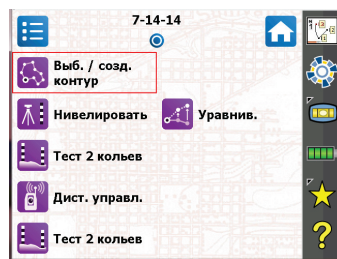 7-14-14
Выб. / созд.
контур
Нивелировать
Уравнив.
Тест 2 кольев
Дист. управл.
Тест 2 кольев